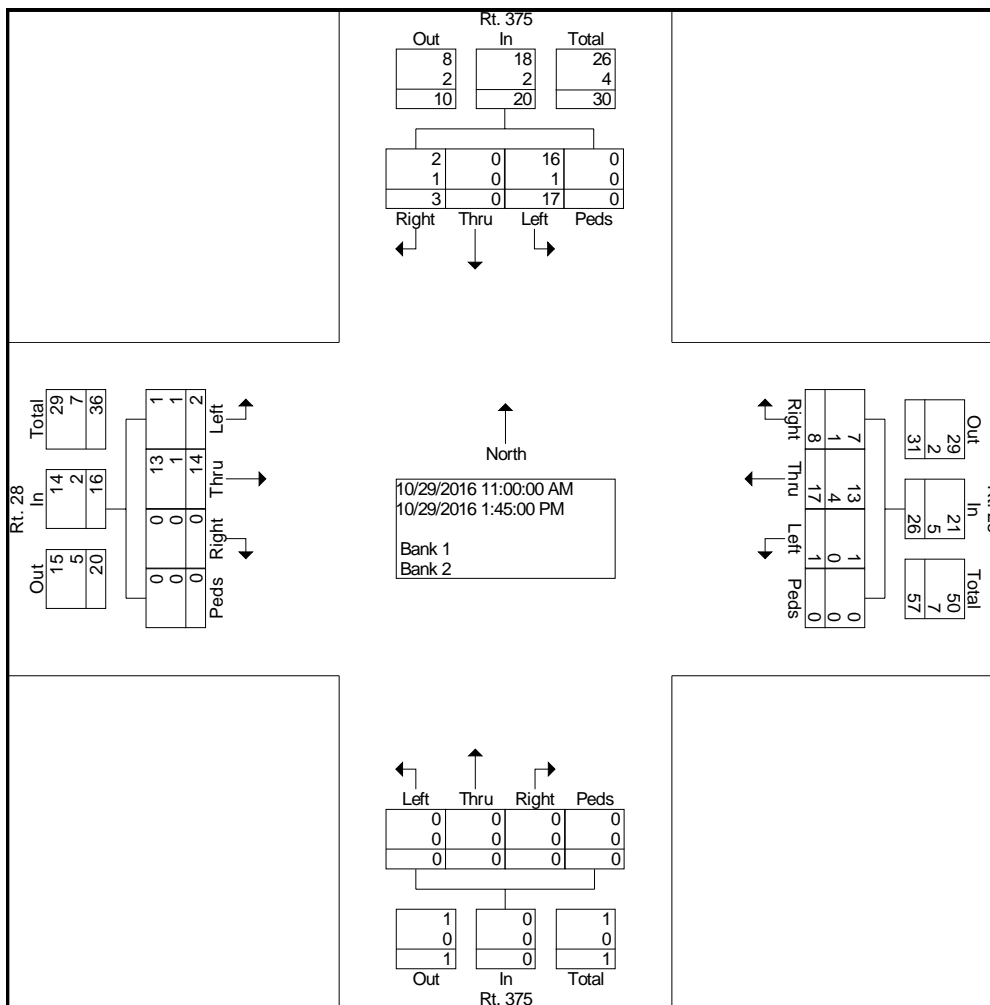 Rt. 375
Out In Total
8 18 26
2 2 4
10 20 30
2 0 16 0
1 0 1 0
3 0 17 0
Right Thru Left Peds
Rt. 28
Total In Out
29 14 15
7 2 5
36 16 20
1 13 0 0
1 1 0 0
2 14 0 0
Left Thru Right Peds
North
10/29/2016 11:00:00 AM
10/29/2016 1:45:00 PM
Bank 1
Bank 2
Out In Total
29 21 50
2 5 7
31 26 57
7 13 1 0
1 4 0 0
8 17 1 0
Right Thru Left Peds
Left Thru Right Peds
0 0 0 0
0 0 0 0
0 0 0 0
1 0 1
0 0 0
1 0 1
Out In Total
Rt. 375